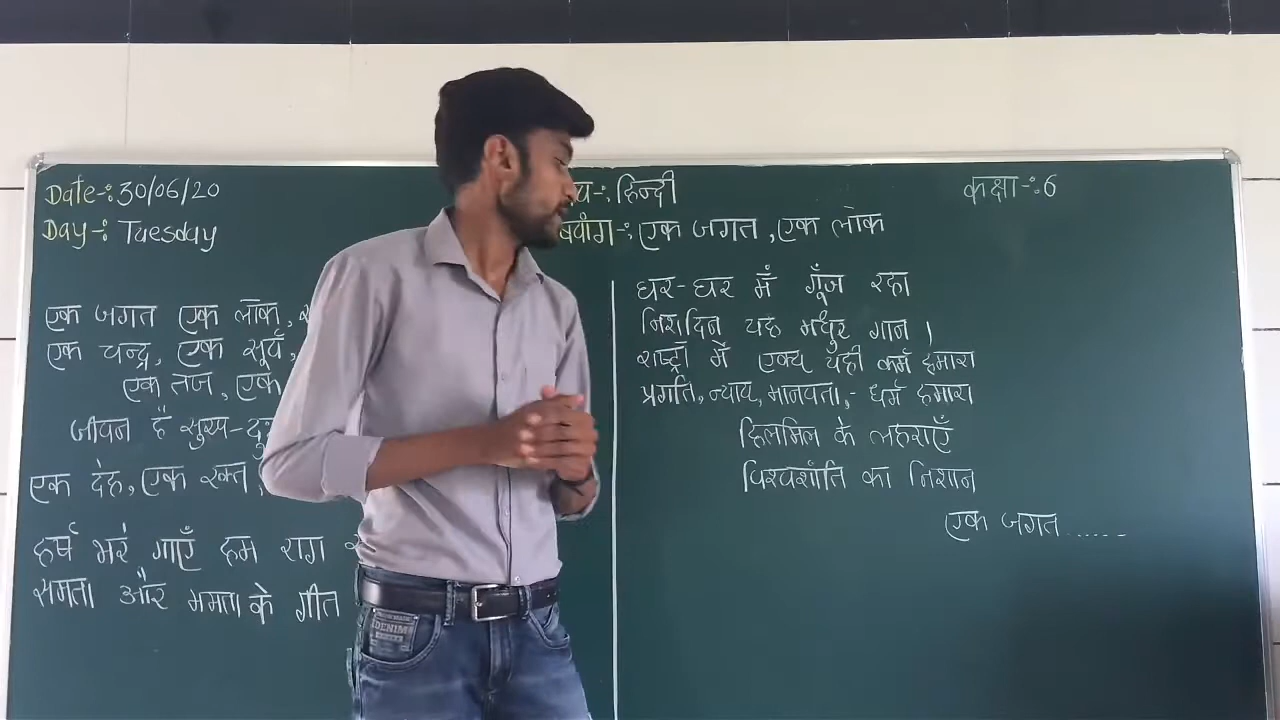 Date-: 30/06/20
Day-: Tuesday
हिन्दी
एक जगत, एक लोक
कक्षा-: 6
एक जगत एक लोक,
एक चन्द्र, एक सूर्य,
एक तेज, एक
जीवन है सुख-दु
एक देह, एक रक्त,
हर्ष भरें गाएँ हम राग
समता और ममता के गीत
घर-घर में गूँज रहा
निशदिन यह मधुर गान।
राष्ट्रों में एक्य यही कर्म हमारा
प्रगति, न्याय, मानवता,- धर्म हमारा
हिलमिल के लहराएँ
विश्वशांति का निशान
एक जगत......
DENIM